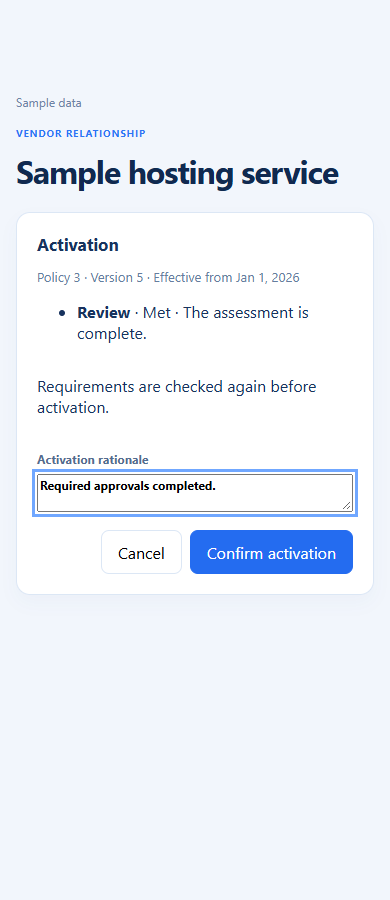 Sample data
VENDOR RELATIONSHIP
Sample hosting service
Activation
Policy 3 · Version 5 · Effective from Jan 1, 2026
• Review · Met · The assessment is
complete.
Requirements are checked again before
activation.
Activation rationale
Required approvals completed.
Cancel
Confirm activation